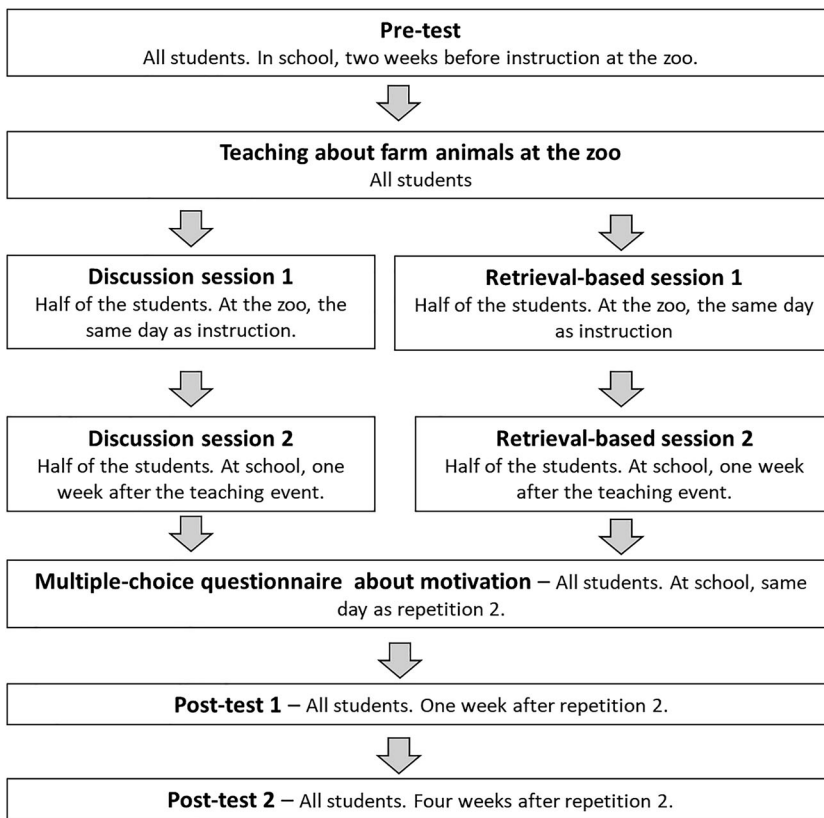 Pre-test
All students. In school, two weeks before instruction at the zoo.
Teaching about farm animals at the zoo
All students
Discussion session 1
Half of the students. At the zoo, the
same day as instruction.
Retrieval-based session 1
Half of the students. At the zoo, the same day
as instruction
Discussion session 2
Half of the students. At school, one
week after the teaching event.
Retrieval-based session 2
Half of the students. At school, one week
after the teaching event.
Multiple-choice questionnaire about motivation – All students. At school, same
day as repetition 2.
Post-test 1 – All students. One week after repetition 2.
Post-test 2 – All students. Four weeks after repetition 2.